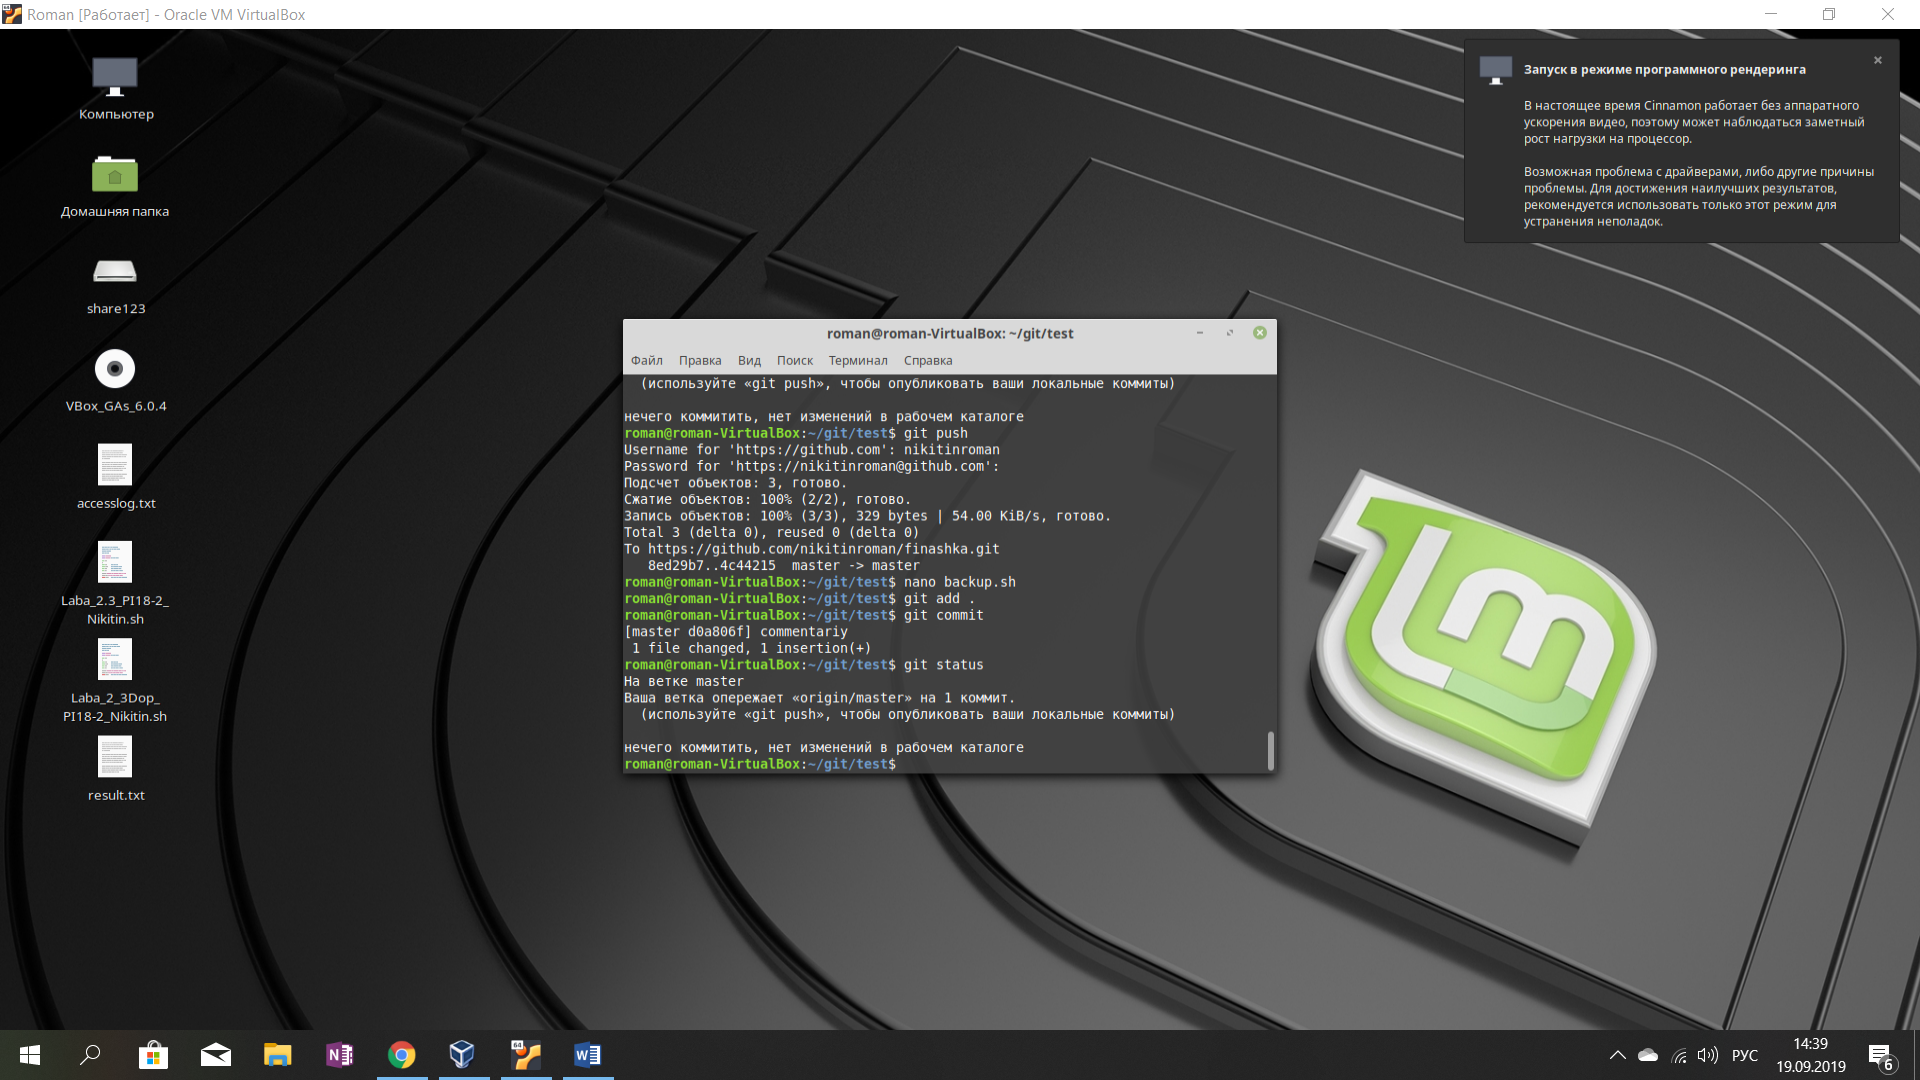 Roman [Работает] - Oracle VM VirtualBox
Компьютер
Домашняя папка
share123
VBox_GAs_6.0.4
accesslog.txt
Laba_2.3_PI18-2_
Nikitin.sh
Laba_2_3Dop_
PI18-2_Nikitin.sh
result.txt
Запуск в режиме программного рендеринга
В настоящее время Cinnamon работает без аппаратного
ускорения видео, поэтому может наблюдаться заметный
рост нагрузки на процессор.
Возможная проблема с драйверами, либо другие причины
проблемы. Для достижения наилучших результатов,
рекомендуется использовать только этот режим для
устранения неполадок.
roman@roman-VirtualBox: ~/git/test
Файл Правка Вид Поиск Терминал Справка
(используйте «git push», чтобы опубликовать ваши локальные коммиты)
нечего коммитить, нет изменений в рабочем каталоге
roman@roman-VirtualBox:~/git/test$ git push
Username for 'https://github.com': nikitinroman
Password for 'https://nikitinroman@github.com':
Подсчет объектов: 3, готово.
Сжатие объектов: 100% (2/2), готово.
Запись объектов: 100% (3/3), 329 bytes | 54.00 KiB/s, готово.
Total 3 (delta 0), reused 0 (delta 0)
To https://github.com/nikitinroman/finashka.git
8ed29b7..4c44215  master -> master
roman@roman-VirtualBox:~/git/test$ nano backup.sh
roman@roman-VirtualBox:~/git/test$ git add .
roman@roman-VirtualBox:~/git/test$ git commit
[master d0a806f] commentariy
1 file changed, 1 insertion(+)
roman@roman-VirtualBox:~/git/test$ git status
На ветке master
Ваша ветка опережает «origin/master» на 1 коммит.
(используйте «git push», чтобы опубликовать ваши локальные коммиты)
нечего коммитить, нет изменений в рабочем каталоге
roman@roman-VirtualBox:~/git/test$
64
N
W
РУС
14:39
19.09.2019
6